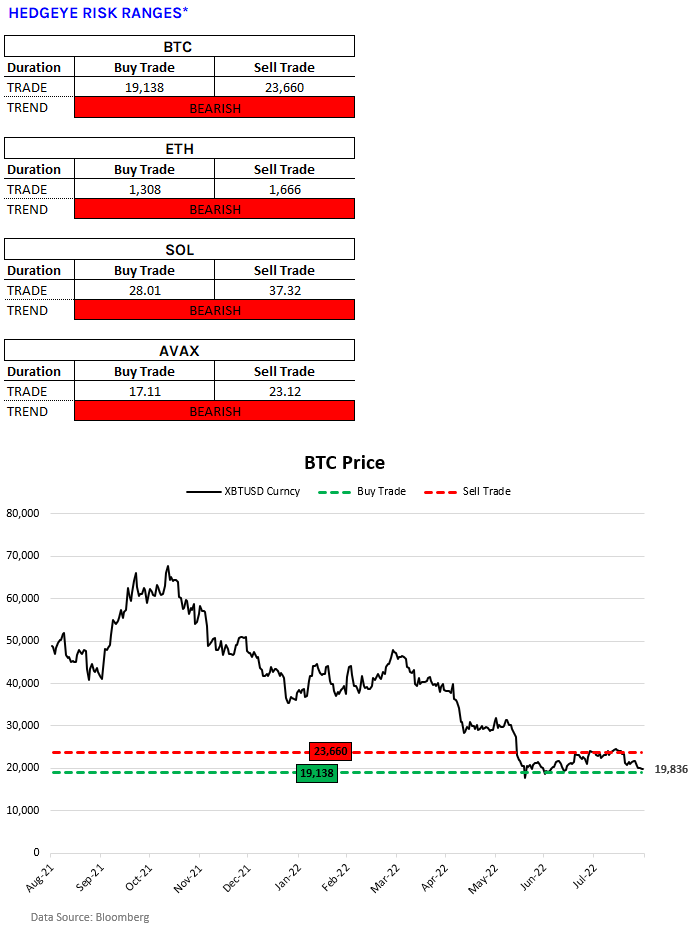 HEDGEYE RISK RANGES*
BTC
Duration Buy Trade Sell Trade
TRADE 19,138 23,660
TREND BEARISH
ETH
Duration Buy Trade Sell Trade
TRADE 1,308 1,666
TREND BEARISH
SOL
Duration Buy Trade Sell Trade
TRADE 28.01 37.32
TREND BEARISH
AVAX
Duration Buy Trade Sell Trade
TRADE 17.11 23.12
TREND BEARISH
BTC Price
XBTUSD Curncy Buy Trade Sell Trade
80,000
70,000
60,000
50,000
40,000
30,000
23,660
20,000 19,138 19,836
10,000
0
Aug-21 Sep-21 Oct-21 Nov-21 Dec-21 Jan-22 Feb-22 Mar-22 Apr-22 May-22 Jun-22 Jul-22
Data Source: Bloomberg